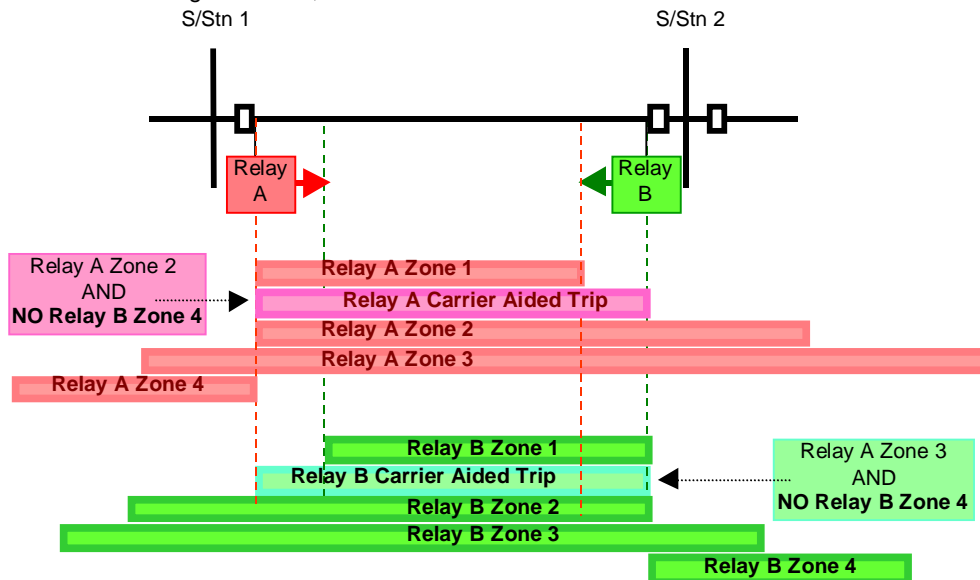 S/Stn 1
S/Stn 2
Relay
A
Relay
B
Relay A Zone 2
AND
NO Relay B Zone 4
Relay A Zone 1
Relay A Carrier Aided Trip
Relay A Zone 2
Relay A Zone 3
Relay A Zone 4
Relay B Zone 1
Relay B Carrier Aided Trip
Relay A Zone 3
AND
NO Relay B Zone 4
Relay B Zone 2
Relay B Zone 3
Relay B Zone 4